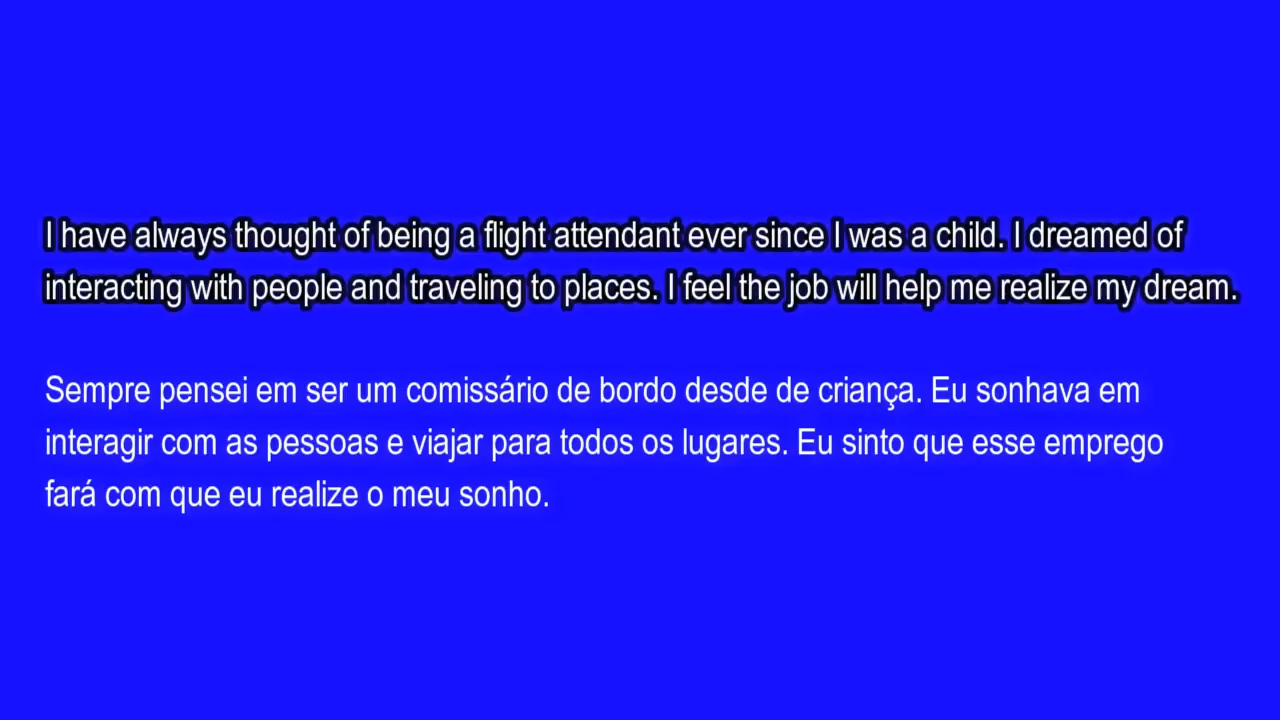 I have always thought of being a flight attendant ever since I was a child. I dreamed of
interacting with people and traveling to places. I feel the job will help me realize my dream.
Sempre pensei em ser um comissário de bordo desde de criança. Eu sonhava em
interagir com as pessoas e viajar para todos os lugares. Eu sinto que esse emprego
fará com que eu realize o meu sonho.